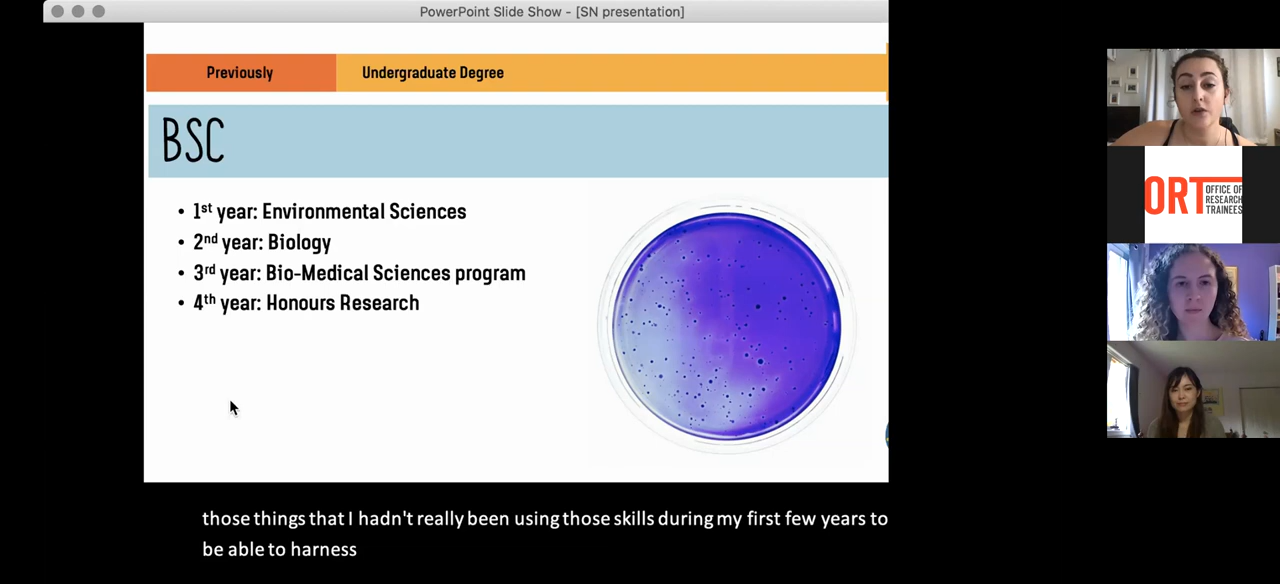 PowerPoint Slide Show - [SN presentation]
Previously
Undergraduate Degree
BSC
• 1st year: Environmental Sciences
• 2nd year: Biology
• 3rd year: Bio-Medical Sciences program
• 4th year: Honours Research
ORT
OFFICE OF
RESEARCH
TRAINEES
those things that I hadn't really been using those skills during my first few years to
be able to harness